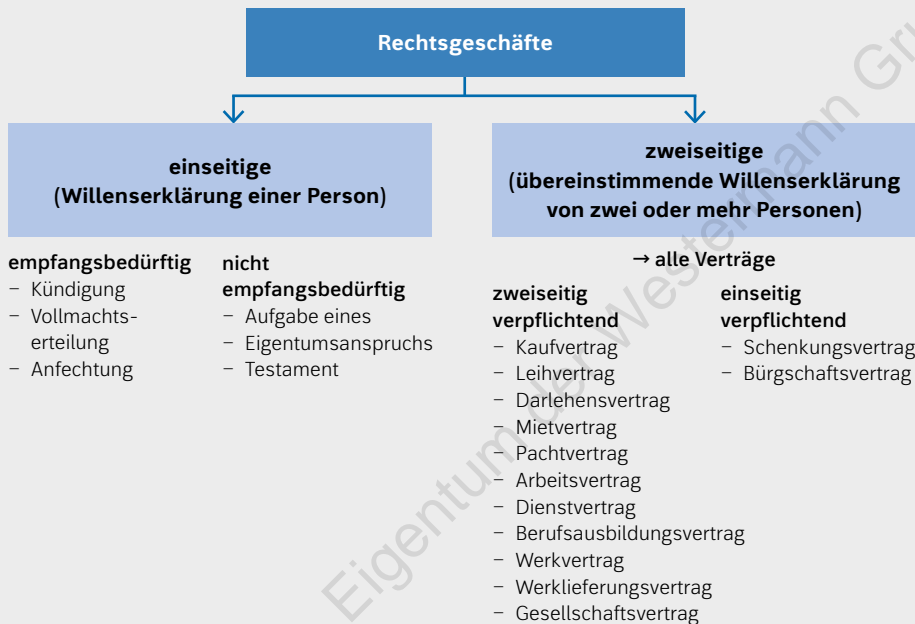 Rechtsgeschäfte
einseitige
(Willenserklärung einer Person)
zweiseitige
(übereinstimmende Willenserklärung
von zwei oder mehr Personen)
empfangsbedürftig
– Kündigung
– Vollmachts-
erteilung
– Anfechtung
nicht
empfangsbedürftig
– Aufgabe eines
– Eigentumsanspruchs
– Testament
→ alle Verträge
zweiseitig
verpflichtend
– Kaufvertrag
– Leihvertrag
– Darlehensvertrag
– Mietvertrag
– Pachtvertrag
– Arbeitsvertrag
– Dienstvertrag
– Berufsausbildungsvertrag
– Werkvertrag
– Werklieferungsvertrag
– Gesellschaftsvertrag
einseitig
verpflichtend
– Schenkungsvertrag
– Bürgschaftsvertrag
Eigentum der Westermann